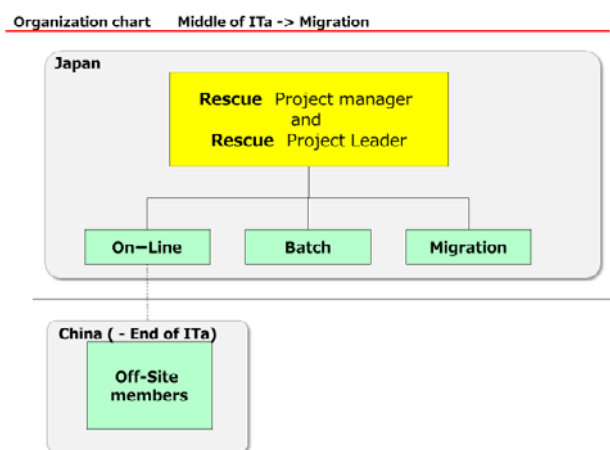 Organization chart Middle of ITa -> Migration
Japan
Rescue Project manager
and
Rescue Project Leader
On-Line Batch Migration
China ( - End of ITa)
Off-Site
members